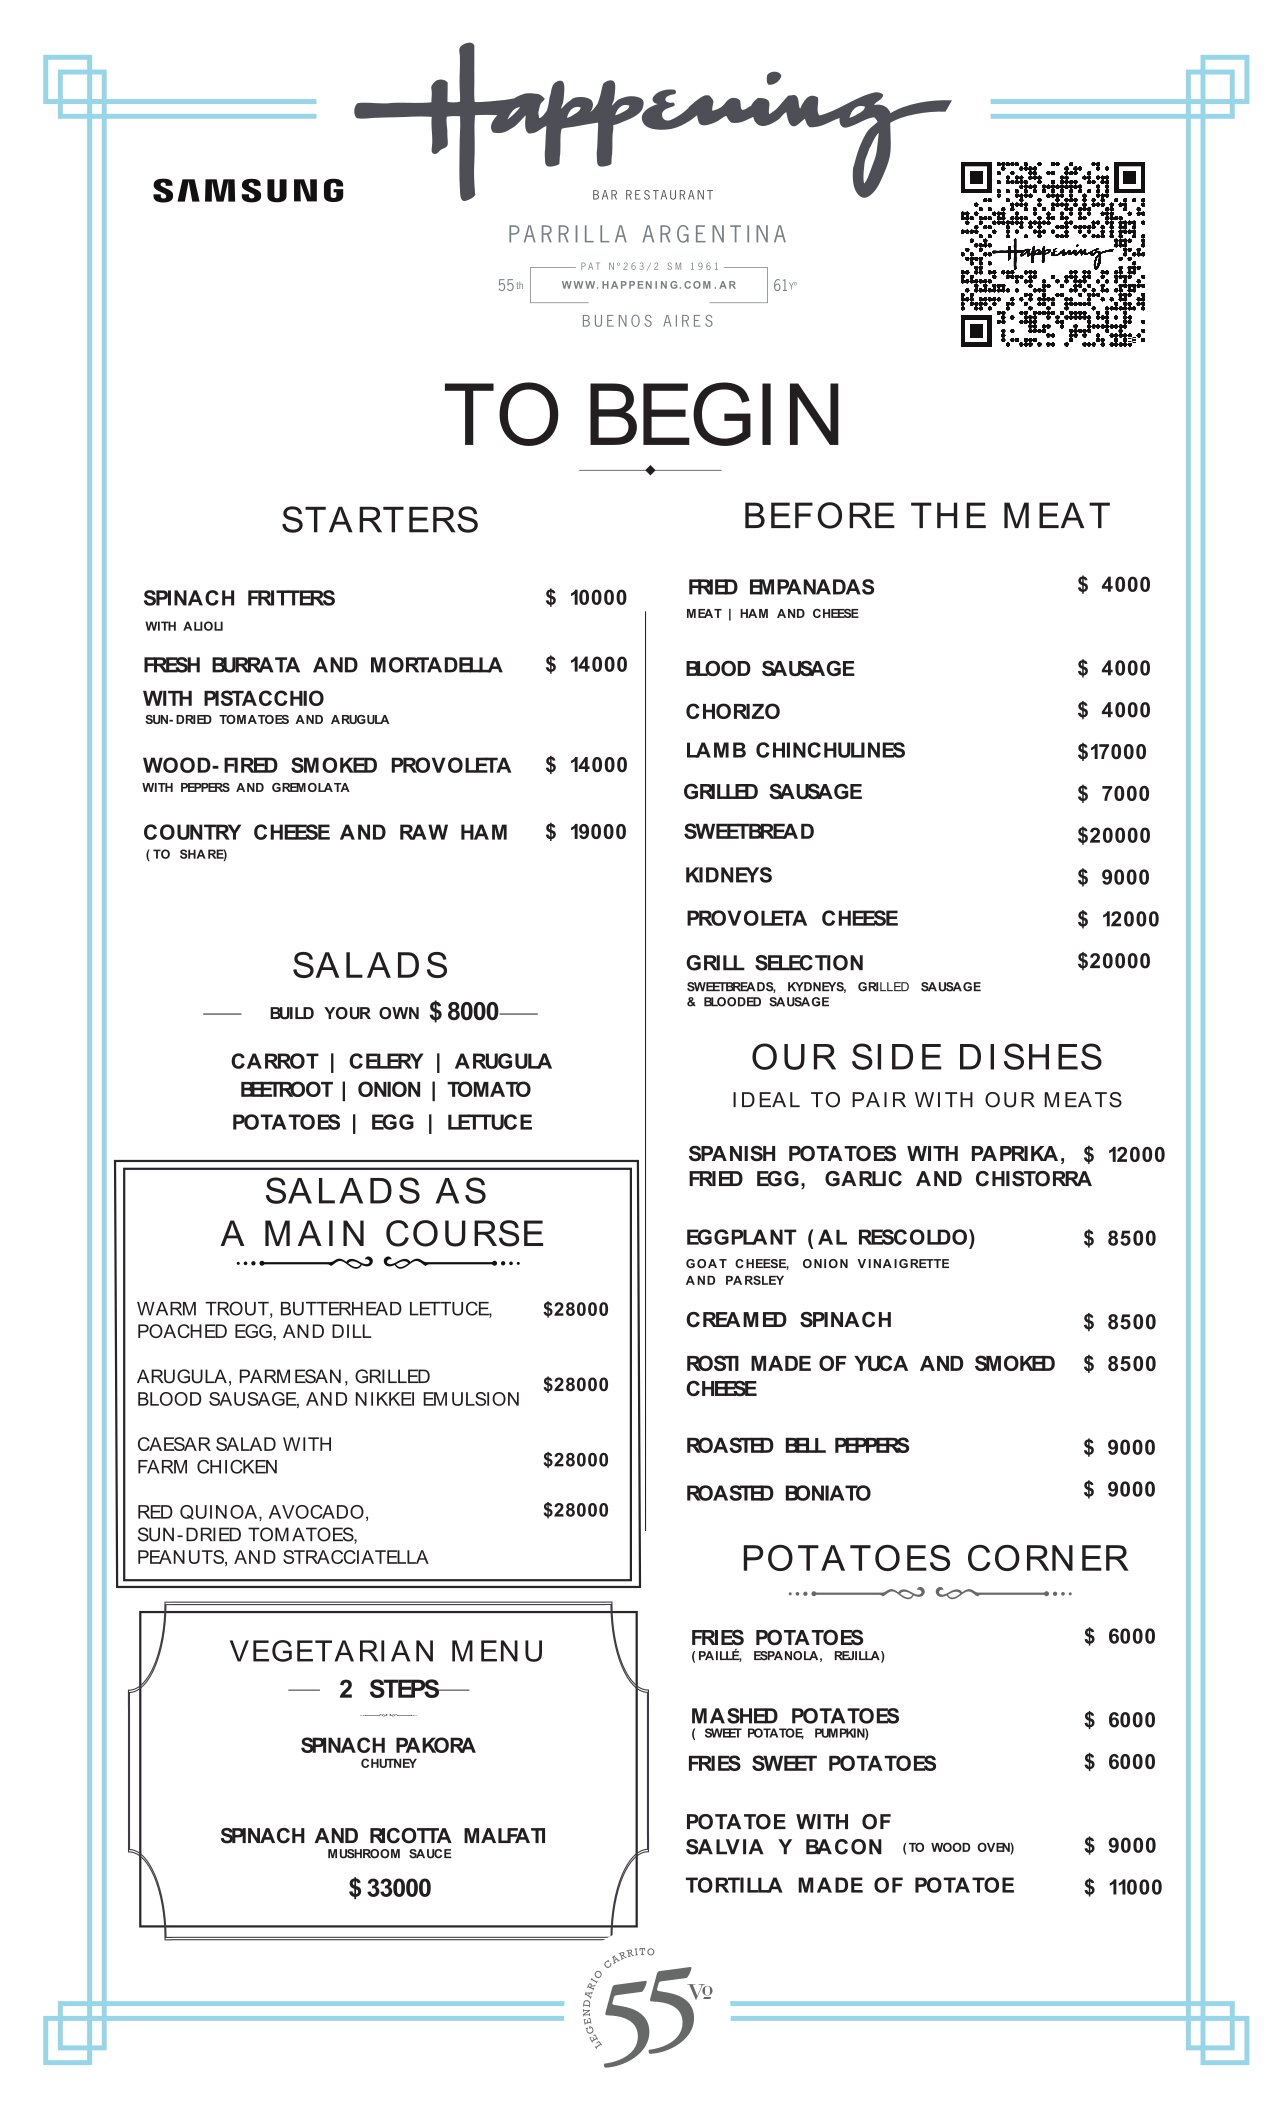 Happening
SAMSUNG
BAR RESTAURANT
PARRILLA ARGENTINA
PAT Nº263/2 SM 1961
55th
WWW.HAPPENING.COM.AR
61Yº
BUENOS AIRES
Happening
TO BEGIN
STARTERS
SPINACH FRITTERS $ 10000
WITH ALIOLI
FRESH BURRATA AND MORTADELLA $ 14000
WITH PISTACCHIO
SUN-DRIED TOMATOES AND ARUGULA
WOOD-FIRED SMOKED PROVOLETA $ 14000
WITH PEPPERS AND GREMOLATA
COUNTRY CHEESE AND RAW HAM $ 19000
(TO SHARE)
SALADS
BUILD YOUR OWN $ 8000
CARROT | CELERY | ARUGULA
BEETROOT | ONION | TOMATO
POTATOES | EGG | LETTUCE
SALADS AS
A MAIN COURSE
WARM TROUT, BUTTERHEAD LETTUCE, $28000
POACHED EGG, AND DILL
ARUGULA, PARMESAN, GRILLED
BLOOD SAUSAGE, AND NIKKEI EMULSION $28000
CAESAR SALAD WITH
FARM CHICKEN $28000
RED QUINOA, AVOCADO, $28000
SUN-DRIED TOMATOES,
PEANUTS, AND STRACCIATELLA
VEGETARIAN MENU
2 STEPS
SPINACH PAKORA
CHUTNEY
SPINACH AND RICOTTA MALFATI
MUSHROOM SAUCE
$ 33000
BEFORE THE MEAT
FRIED EMPANADAS $ 4000
MEAT | HAM AND CHEESE
BLOOD SAUSAGE $ 4000
CHORIZO $ 4000
LAMB CHINCHULINES $17000
GRILLED SAUSAGE $ 7000
SWEETBREAD $20000
KIDNEYS $ 9000
PROVOLETA CHEESE $ 12000
GRILL SELECTION $20000
SWEETBREADS, KYDNEYS, GRILLED SAUSAGE
& BLOODED SAUSAGE
OUR SIDE DISHES
IDEAL TO PAIR WITH OUR MEATS
SPANISH POTATOES WITH PAPRIKA, $ 12000
FRIED EGG, GARLIC AND CHISTORRA
EGGPLANT (AL RESCOLDO) $ 8500
GOAT CHEESE, ONION VINAIGRETTE
AND PARSLEY
CREAMED SPINACH $ 8500
ROSTI MADE OF YUCA AND SMOKED $ 8500
CHEESE
ROASTED BELL PEPPERS $ 9000
ROASTED BONIATO $ 9000
POTATOES CORNER
FRIES POTATOES $ 6000
(PAILLÉ, ESPANOLA, REJILLA)
MASHED POTATOES $ 6000
( SWEET POTATOE, PUMPKIN)
FRIES SWEET POTATOES $ 6000
POTATOE WITH OF
SALVIA Y BACON (TO WOOD OVEN) $ 9000
TORTILLA MADE OF POTATOE $ 11000
LEGENDARIO CARRITO
55 Vº